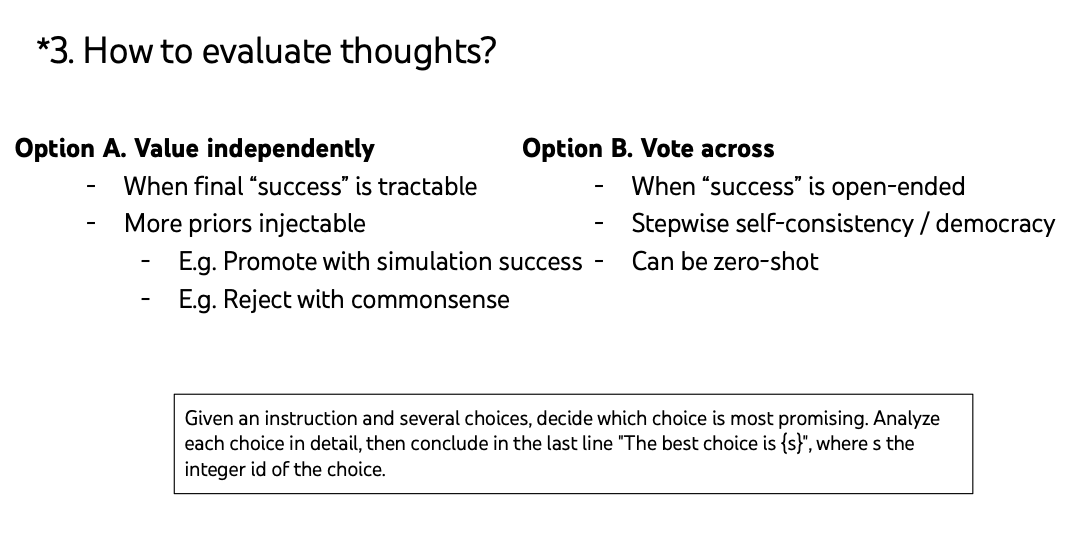 *3. How to evaluate thoughts?
Option A. Value independently
- When final “success” is tractable
- More priors injectable
- E.g. Promote with simulation success
- E.g. Reject with commonsense
Option B. Vote across
- When “success” is open-ended
- Stepwise self-consistency / democracy
- Can be zero-shot
Given an instruction and several choices, decide which choice is most promising. Analyze
each choice in detail, then conclude in the last line "The best choice is {s}", where s the
integer id of the choice.